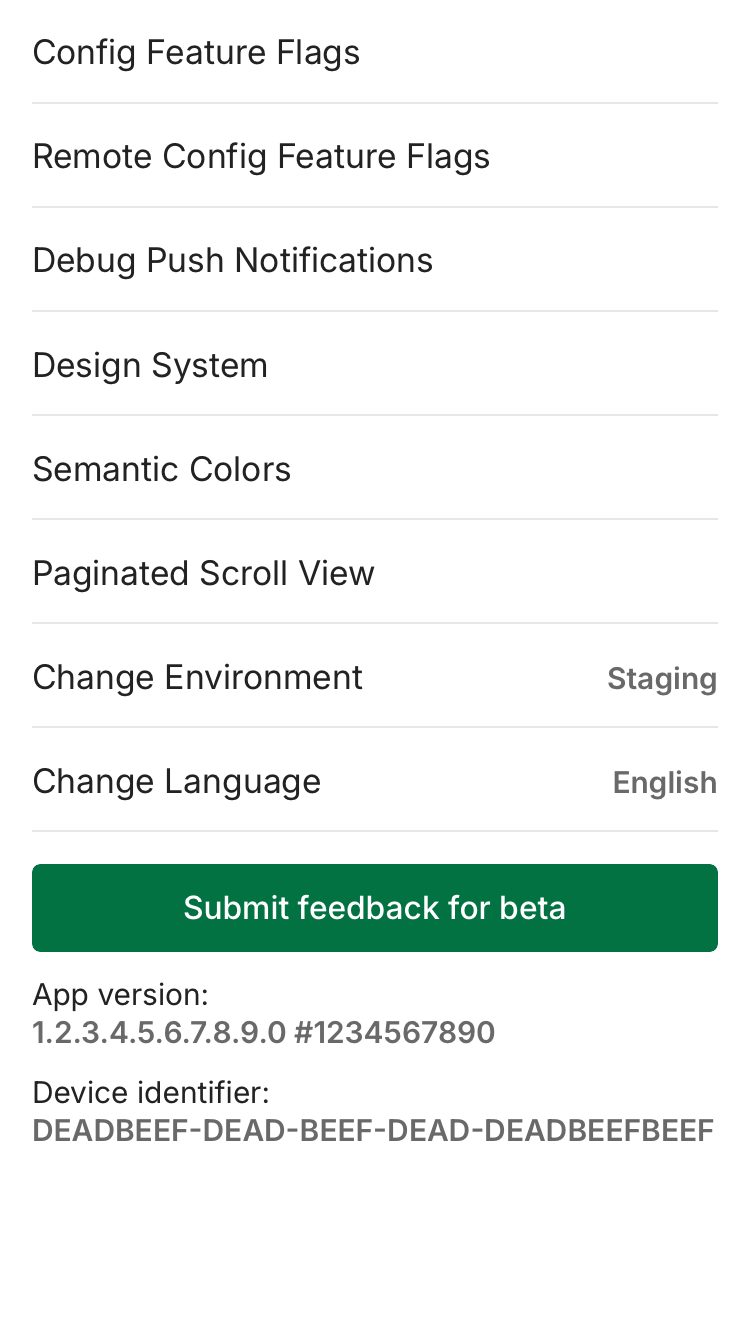 Config Feature Flags
Remote Config Feature Flags
Debug Push Notifications
Design System
Semantic Colors
Paginated Scroll View
Change Environment Staging
Change Language English
Submit feedback for beta
App version:
1.2.3.4.5.6.7.8.9.0 #1234567890
Device identifier:
DEADBEEF-DEAD-BEEF-DEAD-DEADBEEFBEEF